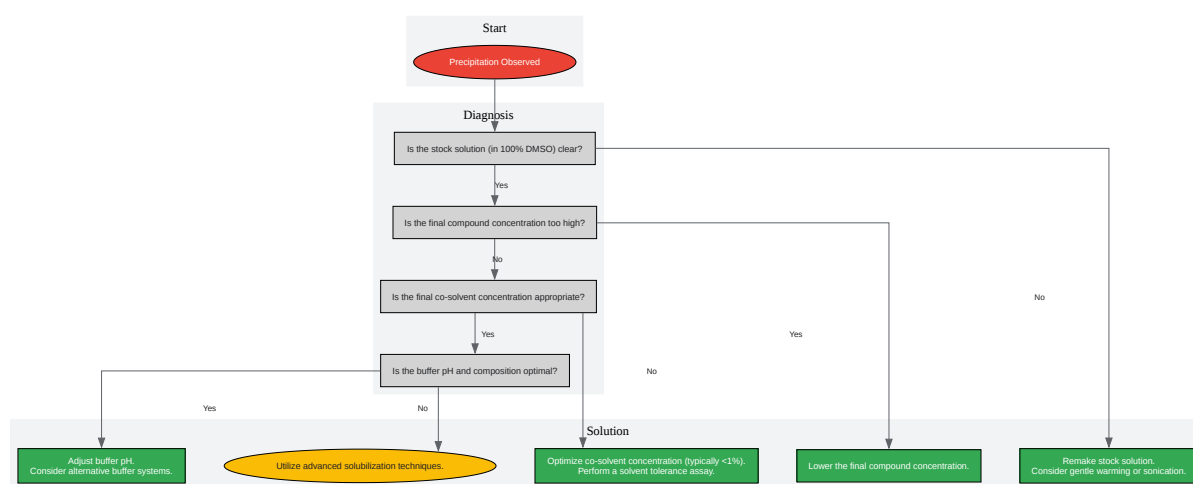 Start
Precipitation Observed
Diagnosis
Is the stock solution (in 100% DMSO) clear?
Yes
Is the final compound concentration too high?
No
Is the final co-solvent concentration appropriate?
No
Yes
Yes
Is the buffer pH and composition optimal?
No
Yes
No
Solution
Adjust buffer pH.
Consider alternative buffer systems.
Utilize advanced solubilization techniques.
Optimize co-solvent concentration (typically <1%).
Perform a solvent tolerance assay.
Lower the final compound concentration.
Remake stock solution.
Consider gentle warming or sonication.